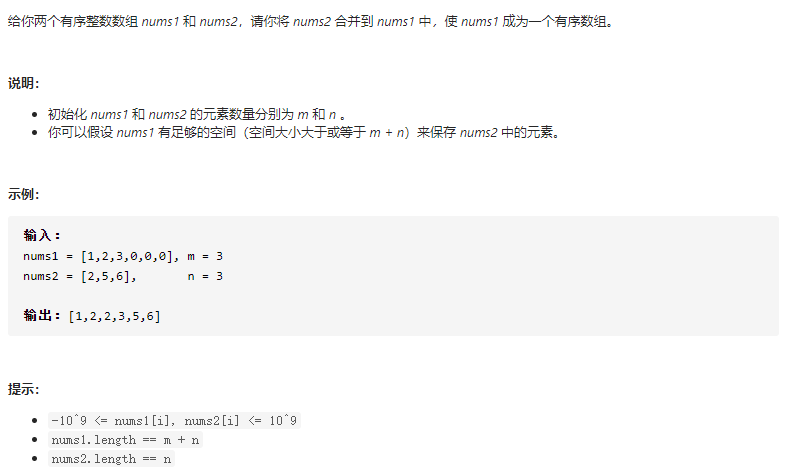 给你两个有序整数数组 nums1 和 nums2，请你将 nums2 合并到 nums1 中，使 nums1 成为一个有序数组。
说明：
初始化 nums1 和 nums2 的元素数量分别为 m 和 n 。
你可以假设 nums1 有足够的空间（空间大小大于或等于 m + n）来保存 nums2 中的元素。
示例：
输入：
nums1 = [1,2,3,0,0,0], m = 3
nums2 = [2,5,6],       n = 3
输出：[1,2,2,3,5,6]
提示：
-10^9 <= nums1[i], nums2[i] <= 10^9
nums1.length == m + n
nums2.length == n